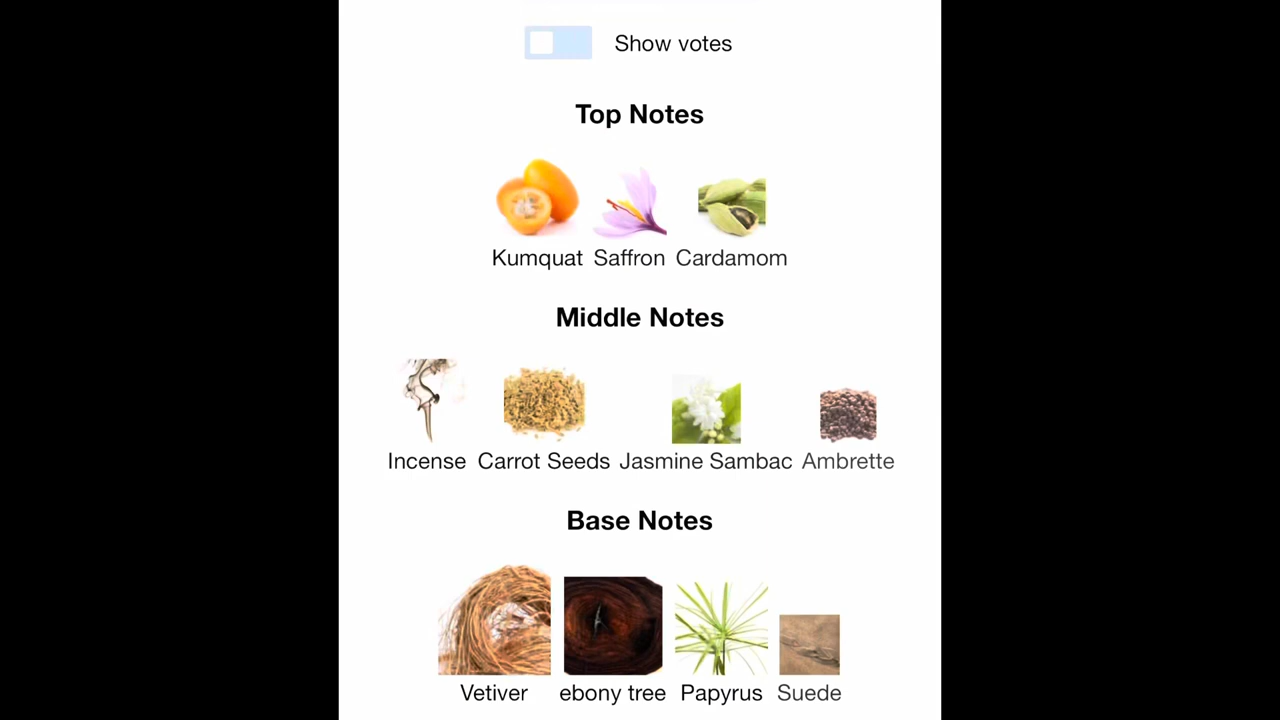 Show votes
Top Notes
Kumquat Saffron Cardamom
Middle Notes
Incense Carrot Seeds Jasmine Sambac Ambrette
Base Notes
Vetiver ebony tree Papyrus Suede